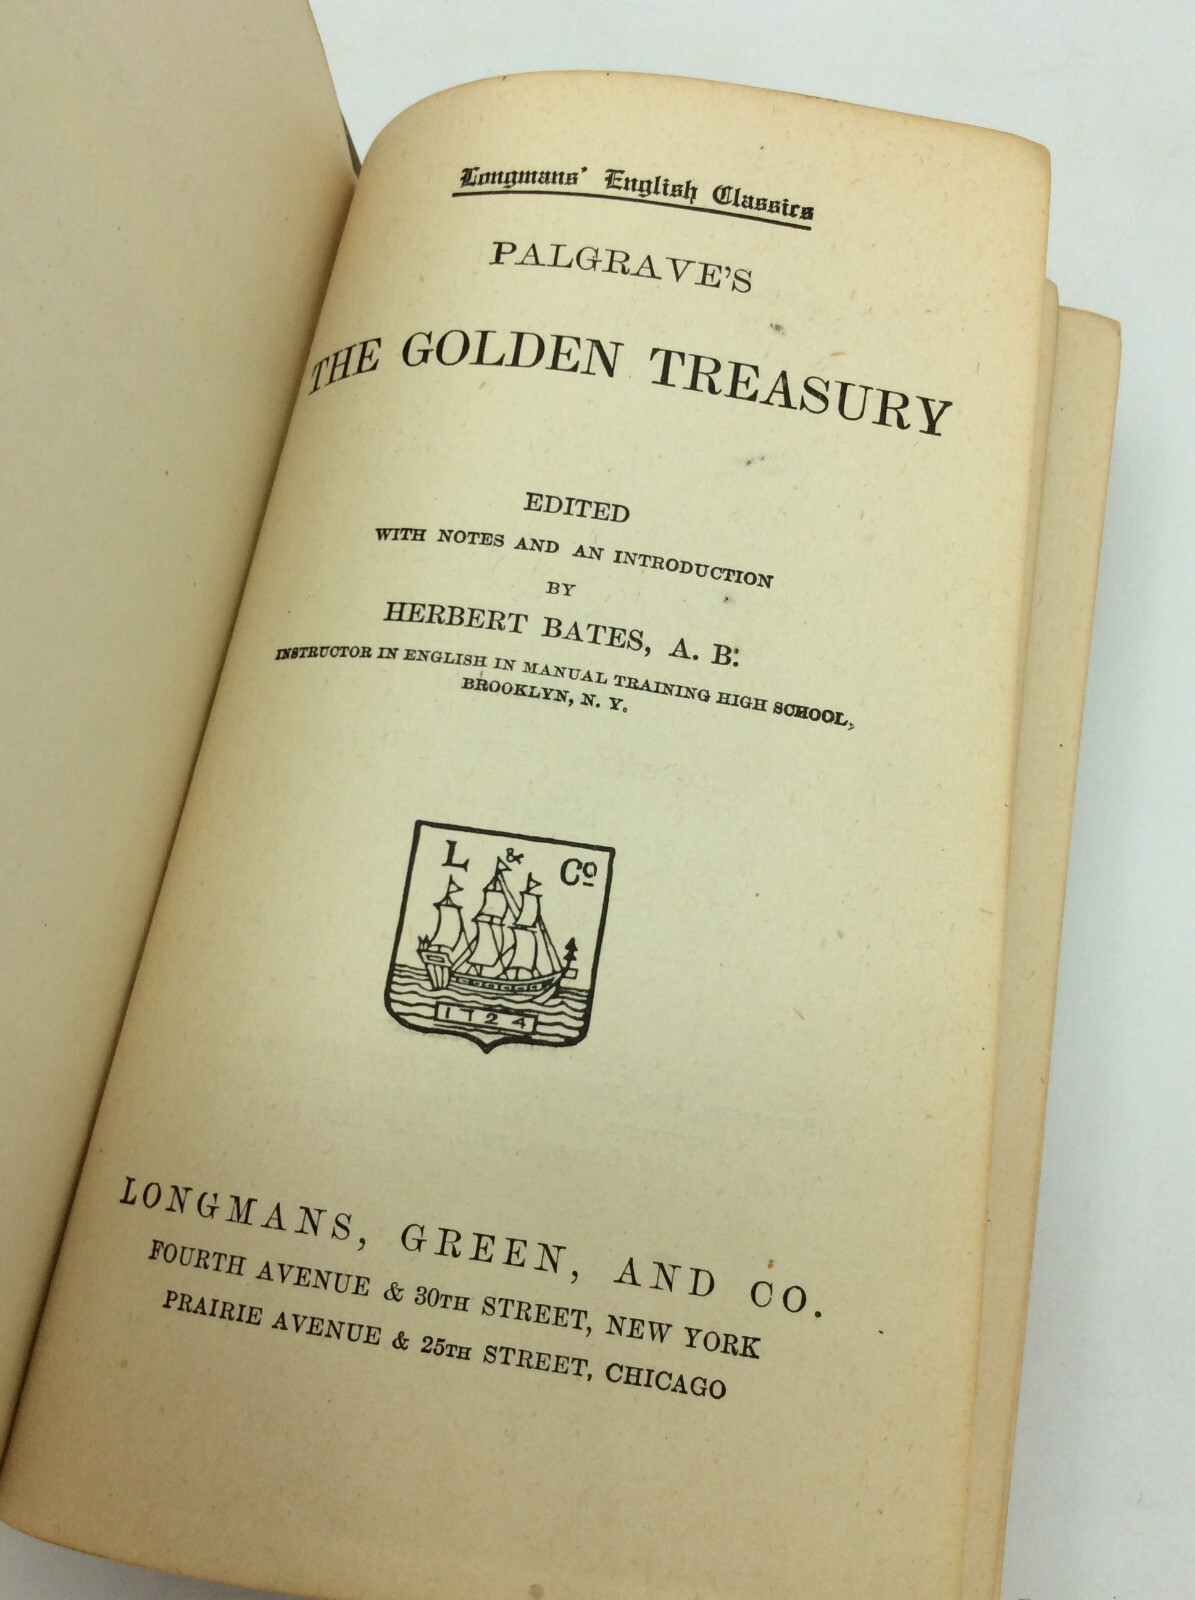 Longmans' English Classics
PALGRAVE'S
THE GOLDEN TREASURY
EDITED
WITH NOTES AND AN INTRODUCTION
BY
HERBERT BATES, A. B.
INSTRUCTOR IN ENGLISH IN MANUAL TRAINING HIGH SCHOOL,
BROOKLYN, N. Y.
L & Co
1724
LONGMANS, GREEN, AND CO.
FOURTH AVENUE & 30TH STREET, NEW YORK
PRAIRIE AVENUE & 25TH STREET, CHICAGO